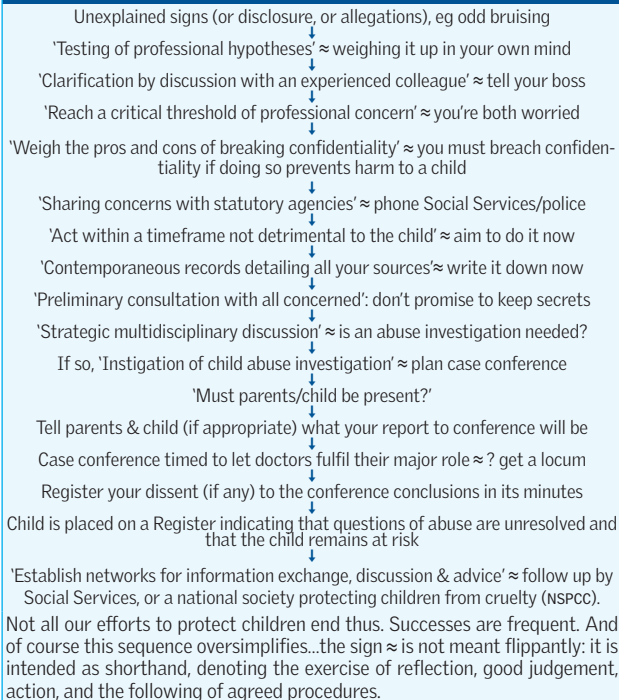 Unexplained signs (or disclosure, or allegations), eg odd bruising
↓
‘Testing of professional hypotheses’ ≈ weighing it up in your own mind
↓
‘Clarification by discussion with an experienced colleague’ ≈ tell your boss
↓
‘Reach a critical threshold of professional concern’ ≈ you’re both worried
↓
‘Weigh the pros and cons of breaking confidentiality’ ≈ you must breach confiden-
tiality if doing so prevents harm to a child
↓
‘Sharing concerns with statutory agencies’ ≈ phone Social Services/police
↓
‘Act within a timeframe not detrimental to the child’ ≈ aim to do it now
↓
‘Contemporaneous records detailing all your sources’≈ write it down now
↓
‘Preliminary consultation with all concerned’: don’t promise to keep secrets
↓
‘Strategic multidisciplinary discussion’ ≈ is an abuse investigation needed?
↓
If so, ‘Instigation of child abuse investigation’ ≈ plan case conference
↓
‘Must parents/child be present?’
↓
Tell parents & child (if appropriate) what your report to conference will be
↓
Case conference timed to let doctors fulfil their major role ≈ ? get a locum
↓
Register your dissent (if any) to the conference conclusions in its minutes
↓
Child is placed on a Register indicating that questions of abuse are unresolved and
that the child remains at risk
↓
‘Establish networks for information exchange, discussion & advice’ ≈ follow up by
Social Services, or a national society protecting children from cruelty (NSPCC).
Not all our efforts to protect children end thus. Successes are frequent. And
of course this sequence oversimplifies...the sign ≈ is not meant flippantly: it is
intended as shorthand, denoting the exercise of reflection, good judgement,
action, and the following of agreed procedures.